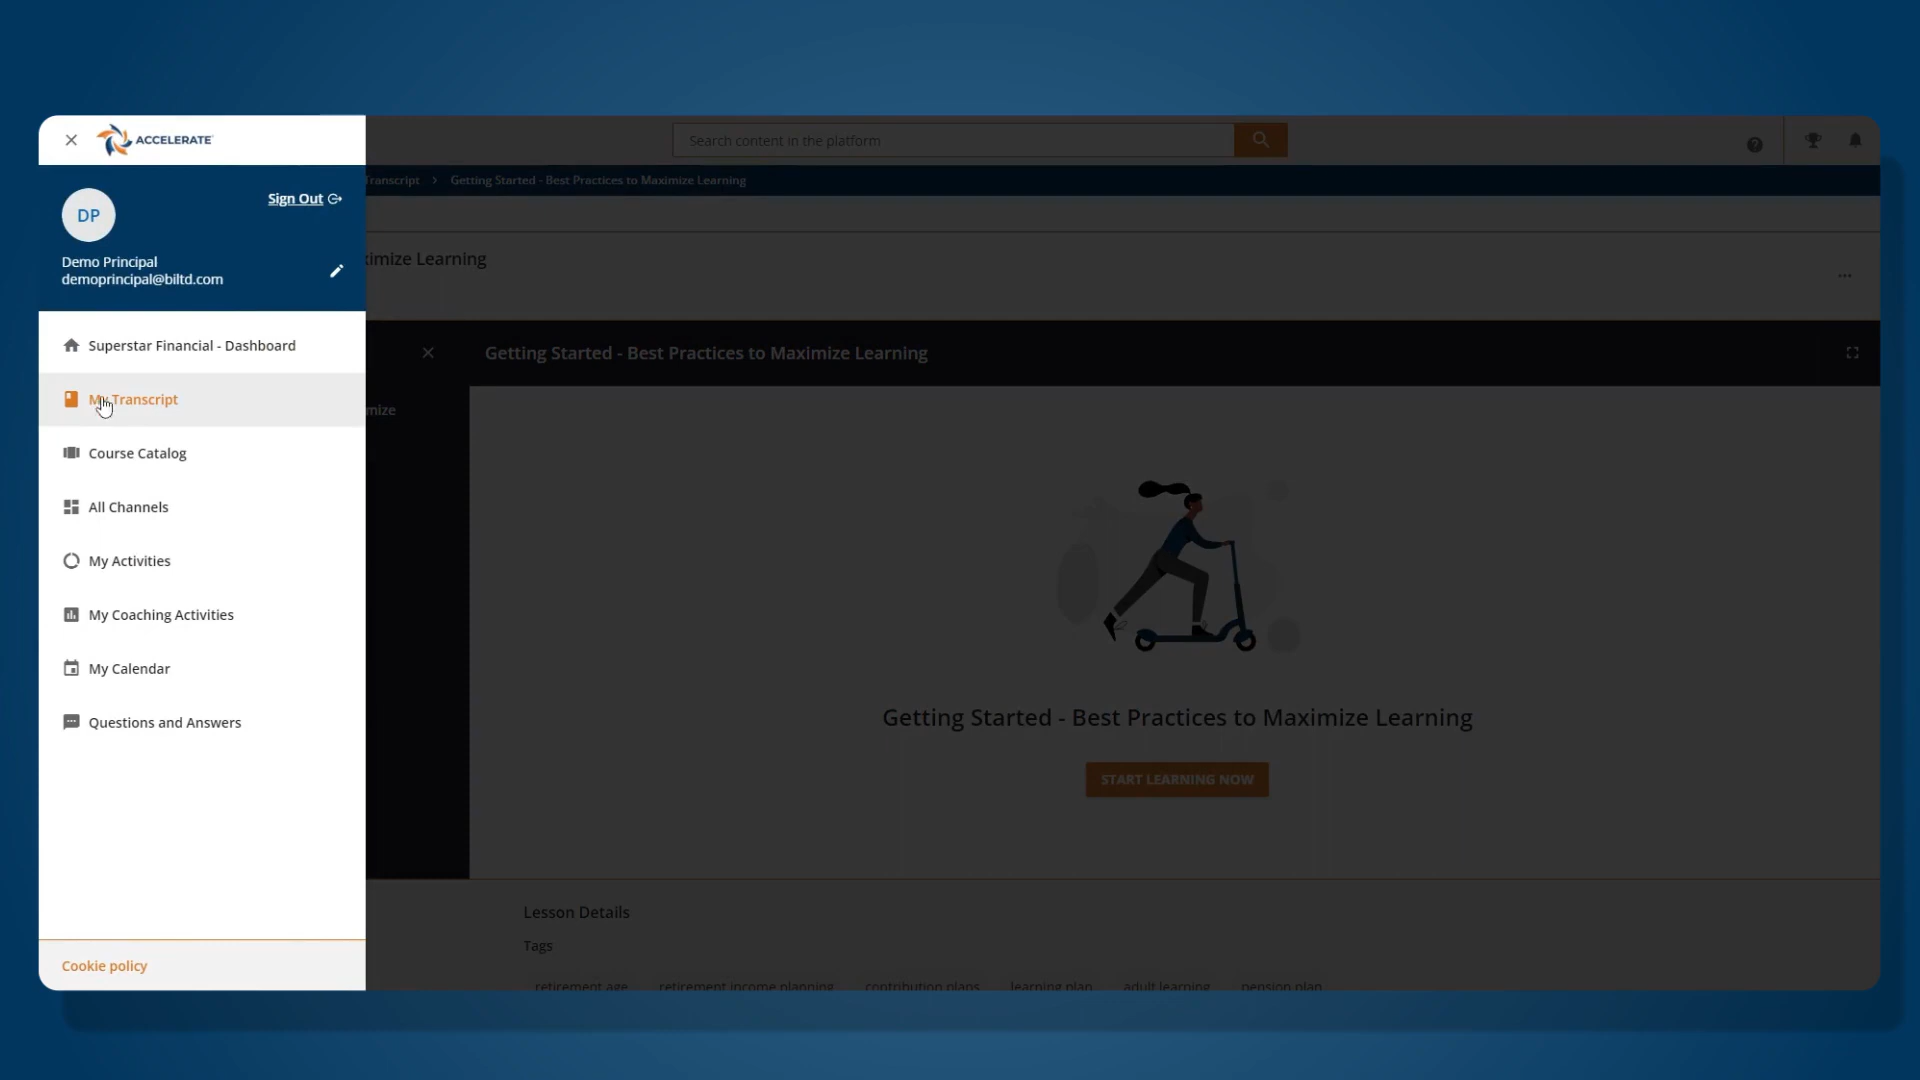 ACCELERATE
Search content in the platform
Transcript > Getting Started - Best Practices to Maximize Learning
DP
Sign Out
Demo Principal
demoprincipal@biltd.com
ximize Learning
Superstar Financial - Dashboard
Getting Started - Best Practices to Maximize Learning
My Transcript
mize
Course Catalog
All Channels
My Activities
My Coaching Activities
My Calendar
Questions and Answers
Getting Started - Best Practices to Maximize Learning
START LEARNING NOW
Lesson Details
Tags
retirement age
retirement income planning
contribution plans
learning plan
adult learning
pension plan
Cookie policy